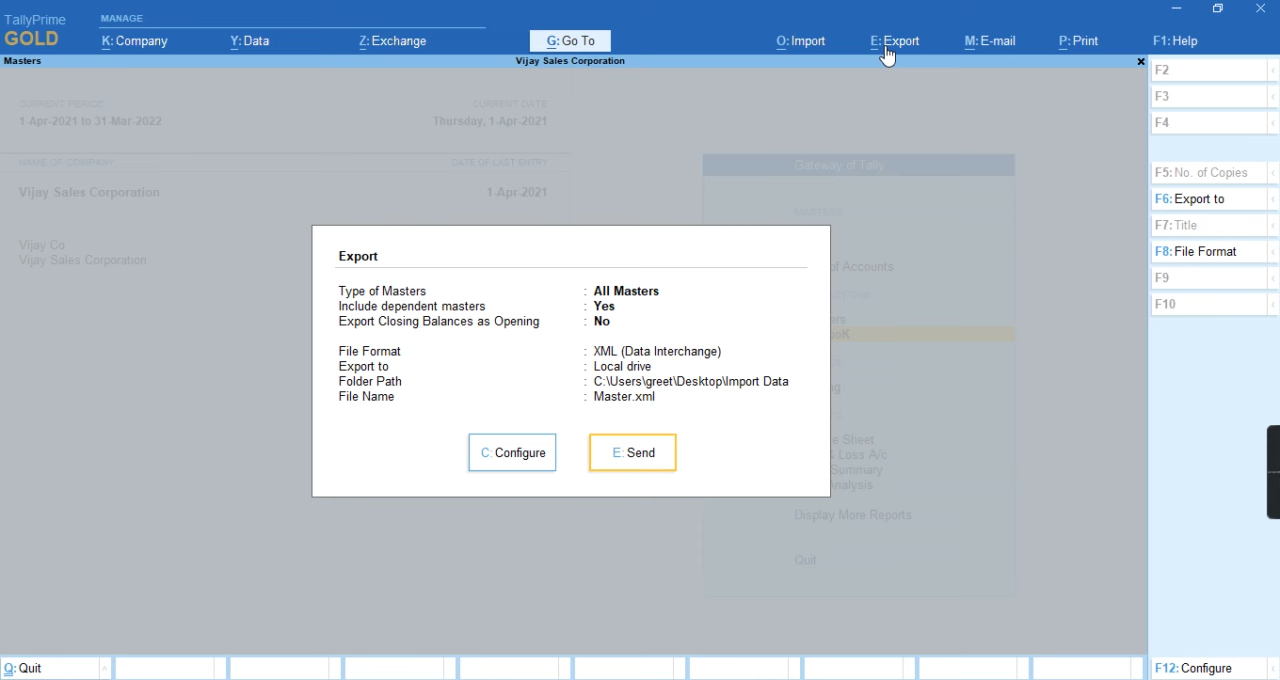 TallyPrime
GOLD
MANAGE
K: Company
Y: Data
Z: Exchange
G: Go To
O: Import
E: Export
M: E-mail
P: Print
F1: Help
Masters
Vijay Sales Corporation
×
F2
F3
F4
F5: No. of Copies
F6: Export to
F7: Title
F8: File Format
F9
F10
CURRENT PERIOD
CURRENT DATE
1-Apr-2021 to 31-Mar-2022
Thursday, 1-Apr-2021
NAME OF COMPANY
DATE OF LAST ENTRY
Vijay Sales Corporation
1-Apr-2021
Vijay Co
Vijay Sales Corporation
Gateway of Tally
MASTERS
of Accounts
Export
Type of Masters : All Masters
Include dependent masters : Yes
Export Closing Balances as Opening : No
File Format : XML (Data Interchange)
Export to : Local drive
Folder Path : C:\Users\greet\Desktop\Import Data
File Name : Master.xml
C: Configure
E: Send
e Sheet
Loss A/c
Summary
Display More Reports
Quit
Q: Quit
F12: Configure